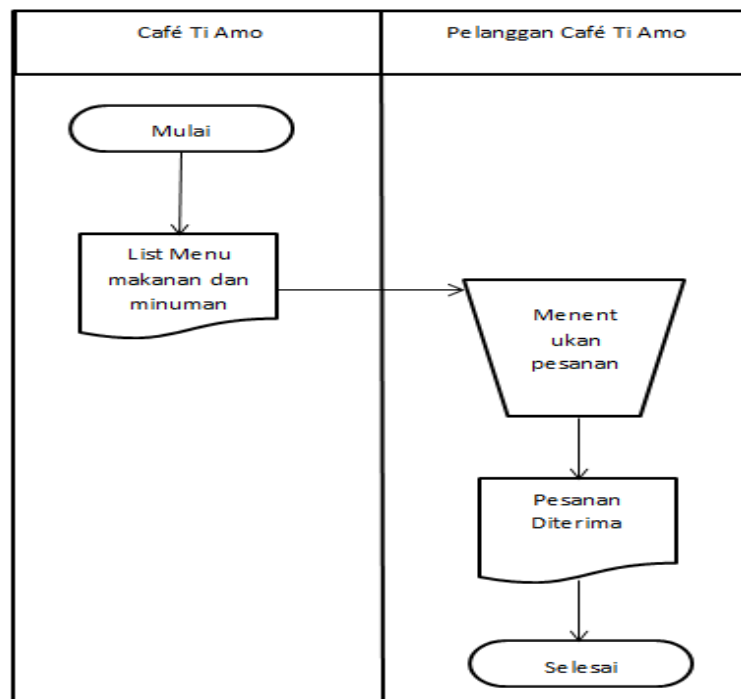 Café Ti Amo
Pelanggan Café Ti Amo
Mulai
List Menu
makanan dan
minuman
Menent
ukan
pesanan
Pesanan
Diterima
Selesai